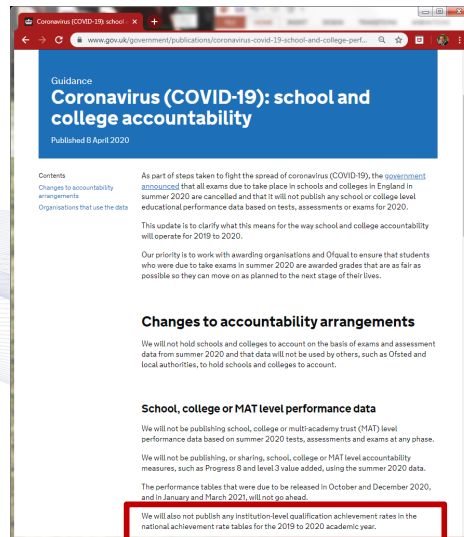 Coronavirus (COVID-19): school
www.gov.uk/government/publications/coronavirus-covid-19-school-and-college-perf...
Guidance
Coronavirus (COVID-19): school and
college accountability
Published 8 April 2020
Contents
Changes to accountability
arrangements
Organisations that use the data
As part of steps taken to fight the spread of coronavirus (COVID-19), the government
announced that all exams due to take place in schools and colleges in England in
summer 2020 are cancelled and that it will not publish any school or college level
educational performance data based on tests, assessments or exams for 2020.
This update is to clarify what this means for the way school and college accountability
will operate for 2019 to 2020.
Our priority is to work with awarding organisations and Ofqual to ensure that students
who were due to take exams in summer 2020 are awarded grades that are as fair as
possible so they can move on as planned to the next stage of their lives.
Changes to accountability arrangements
We will not hold schools and colleges to account on the basis of exams and assessment
data from summer 2020 and that data will not be used by others, such as Ofsted and
local authorities, to hold schools and colleges to account.
School, college or MAT level performance data
We will not be publishing school, college or multi-academy trust (MAT) level
performance data based on summer 2020 tests, assessments and exams at any phase.
We will not be publishing, or sharing, school, college or MAT level accountability
measures, such as Progress 8 and level 3 value added, using the summer 2020 data.
The performance tables that were due to be released in October and December 2020,
and in January and March 2021, will not go ahead.
We will also not publish any institution-level qualification achievement rates in the
national achievement rate tables for the 2019 to 2020 academic year.